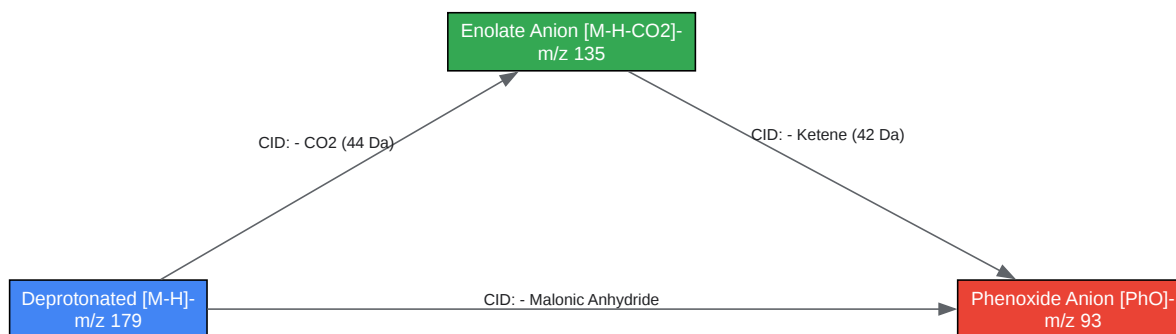 Enolate Anion [M-H-CO2]-
m/z 135
CID: - CO2 (44 Da)
CID: - Ketene (42 Da)
Deprotonated [M-H]-
m/z 179
CID: - Malonic Anhydride
Phenoxide Anion [PhO]-
m/z 93